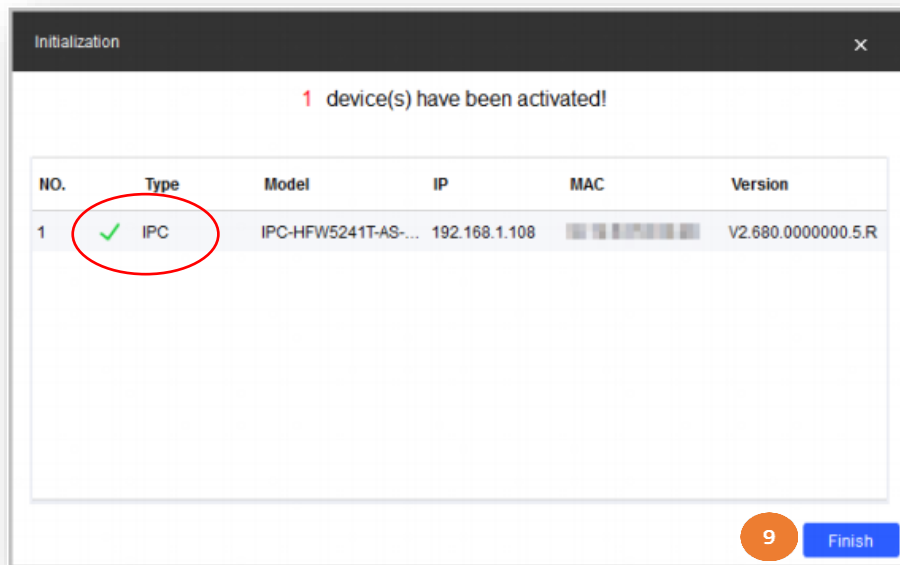 Initialization
1 device(s) have been activated!
NO. Type Model IP MAC Version
1 IPC IPC-HFW5241T-AS-... 192.168.1.108 V2.680.0000000.5.R
9 Finish